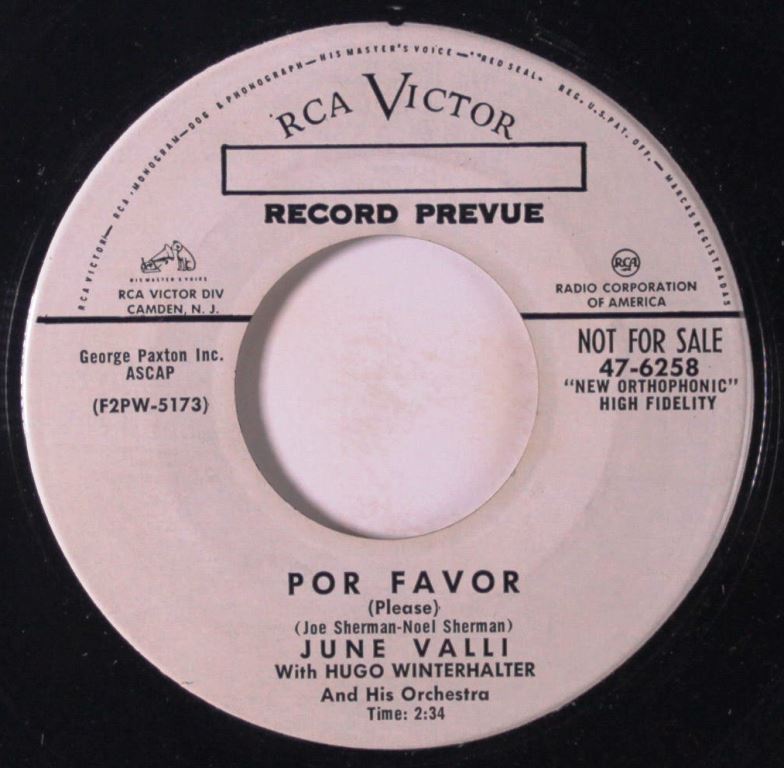 RCA VICTOR—RCA—MONOGRAM—DOG & PHONOGRAPH—HIS MASTER'S VOICE—"RED SEAL" REG. U.S. PAT. OFF.—MARCAS REGISTRADAS
RCA VICTOR
RECORD PREVUE
HIS MASTER'S VOICE
RCA VICTOR DIV
CAMDEN, N. J.
RCA
RADIO CORPORATION
OF AMERICA
George Paxton Inc.
ASCAP
(F2PW-5173)
NOT FOR SALE
47-6258
"NEW ORTHOPHONIC"
HIGH FIDELITY
POR FAVOR
(Please)
(Joe Sherman-Noel Sherman)
JUNE VALLI
With HUGO WINTERHALTER
And His Orchestra
Time: 2:34